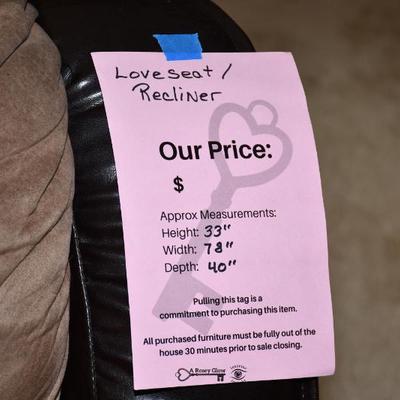 Loveseat /
Recliner
Our Price:
$
Approx Measurements:
Height: 33"
Width: 78"
Depth: 40"
Pulling this tag is a
commitment to purchasing this item.
All purchased furniture must be fully out of the
house 30 minutes prior to sale closing.
A Rosey Glow